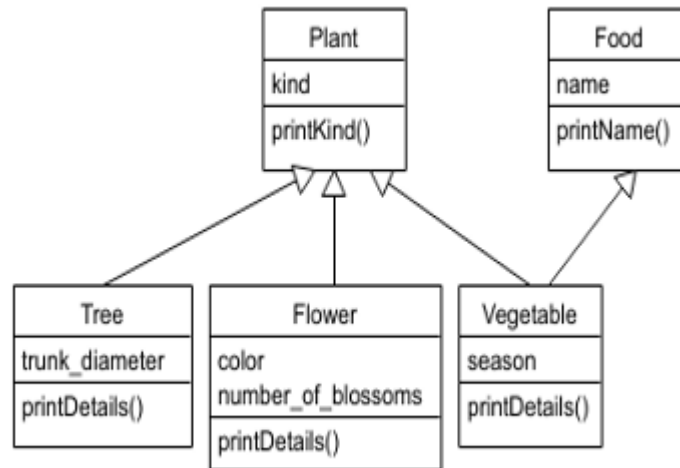 Plant
kind
printKind()
Food
name
printName()
Tree
trunk_diameter
printDetails()
Flower
color
number_of_blossoms
printDetails()
Vegetable
season
printDetails()